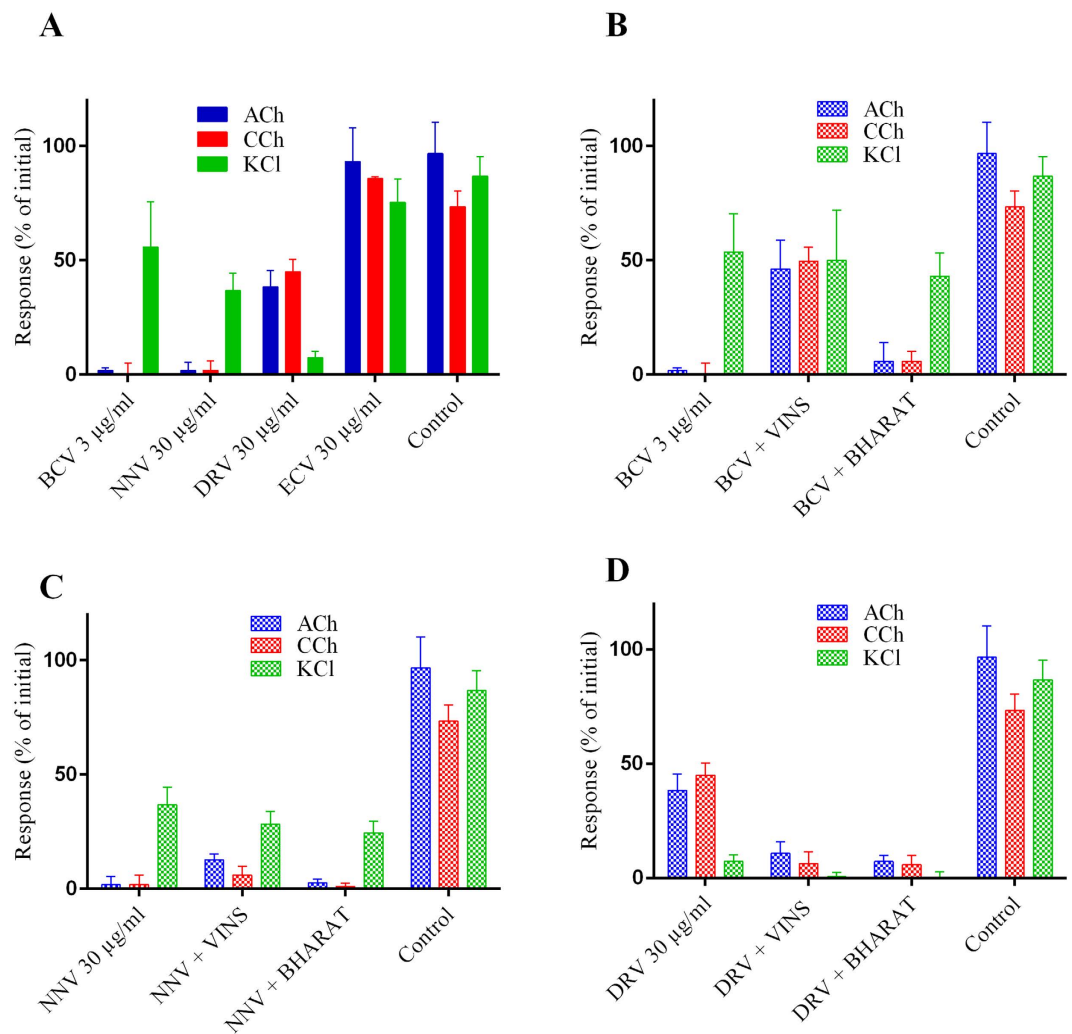 A
Response (% of initial)
100
50
0
ACh
CCh
KCl
BCV 3 µg/ml
NNV 30 µg/ml
DRV 30 µg/ml
ECV 30 µg/ml
Control
B
Response (% of initial)
100
50
0
ACh
CCh
KCl
BCV 3 µg/ml
BCV + VINS
BCV + BHARAT
Control
C
Response (% of initial)
100
50
0
ACh
CCh
KCl
NNV 30 µg/ml
NNV + VINS
NNV + BHARAT
Control
D
Response (% of initial)
100
50
0
ACh
CCh
KCl
DRV 30 µg/ml
DRV + VINS
DRV + BHARAT
Control